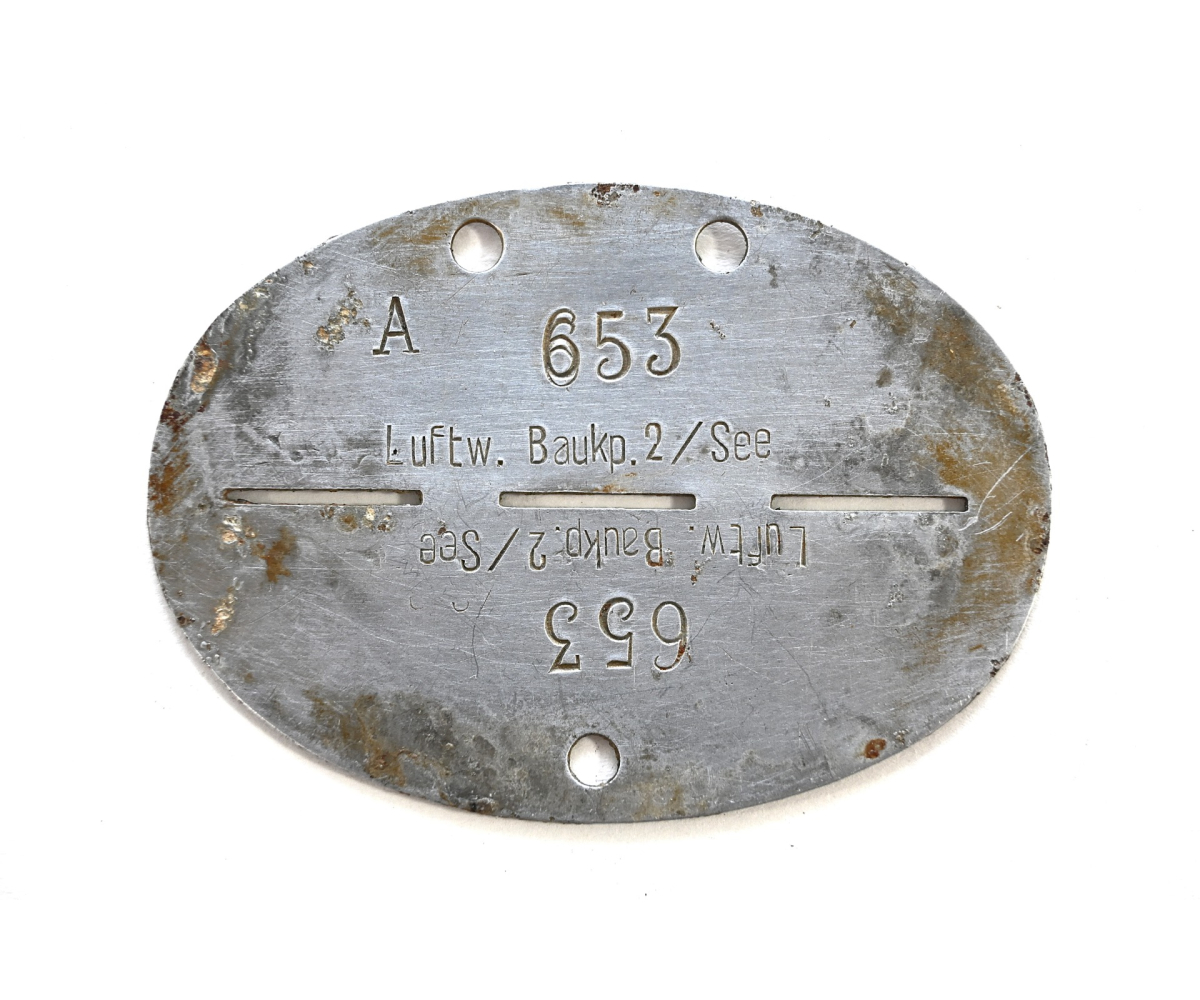 A 653
Luftw. Baukp. 2/See
Luftw. Baukp. 2/See
653